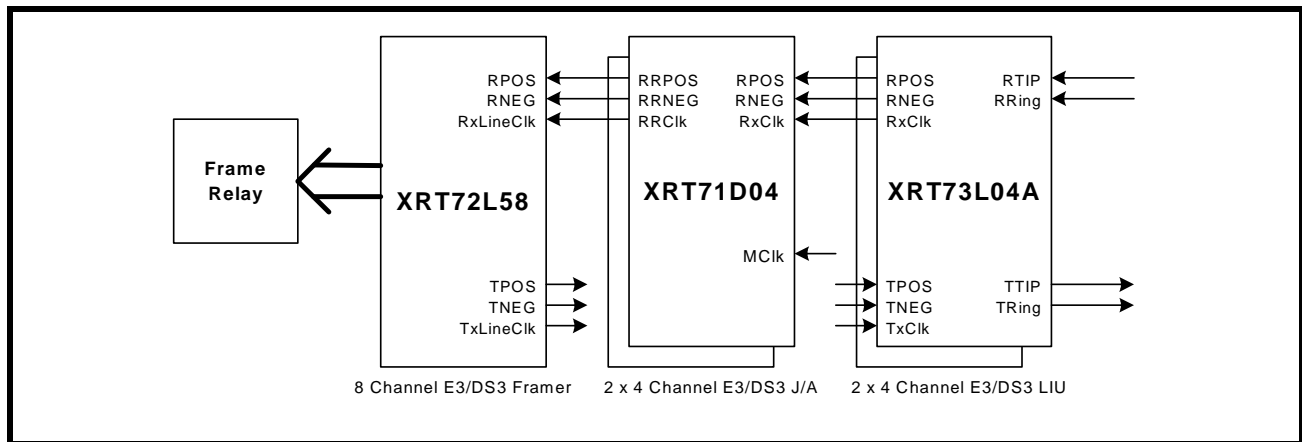 RPOS
RNEG
RxLineClk
XRT72L58
TPOS
TNEG
TxLineClk
8 Channel E3/DS3 Framer
Frame
Relay
RRPOS
RRNEG
RRClk
RPOS
RNEG
RxClk
XRT71D04
MClk
2 x 4 Channel E3/DS3 J/A
RPOS
RNEG
RxClk
RTIP
RRing
XRT73L04A
TPOS
TNEG
TxClk
TTIP
TRing
2 x 4 Channel E3/DS3 LIU